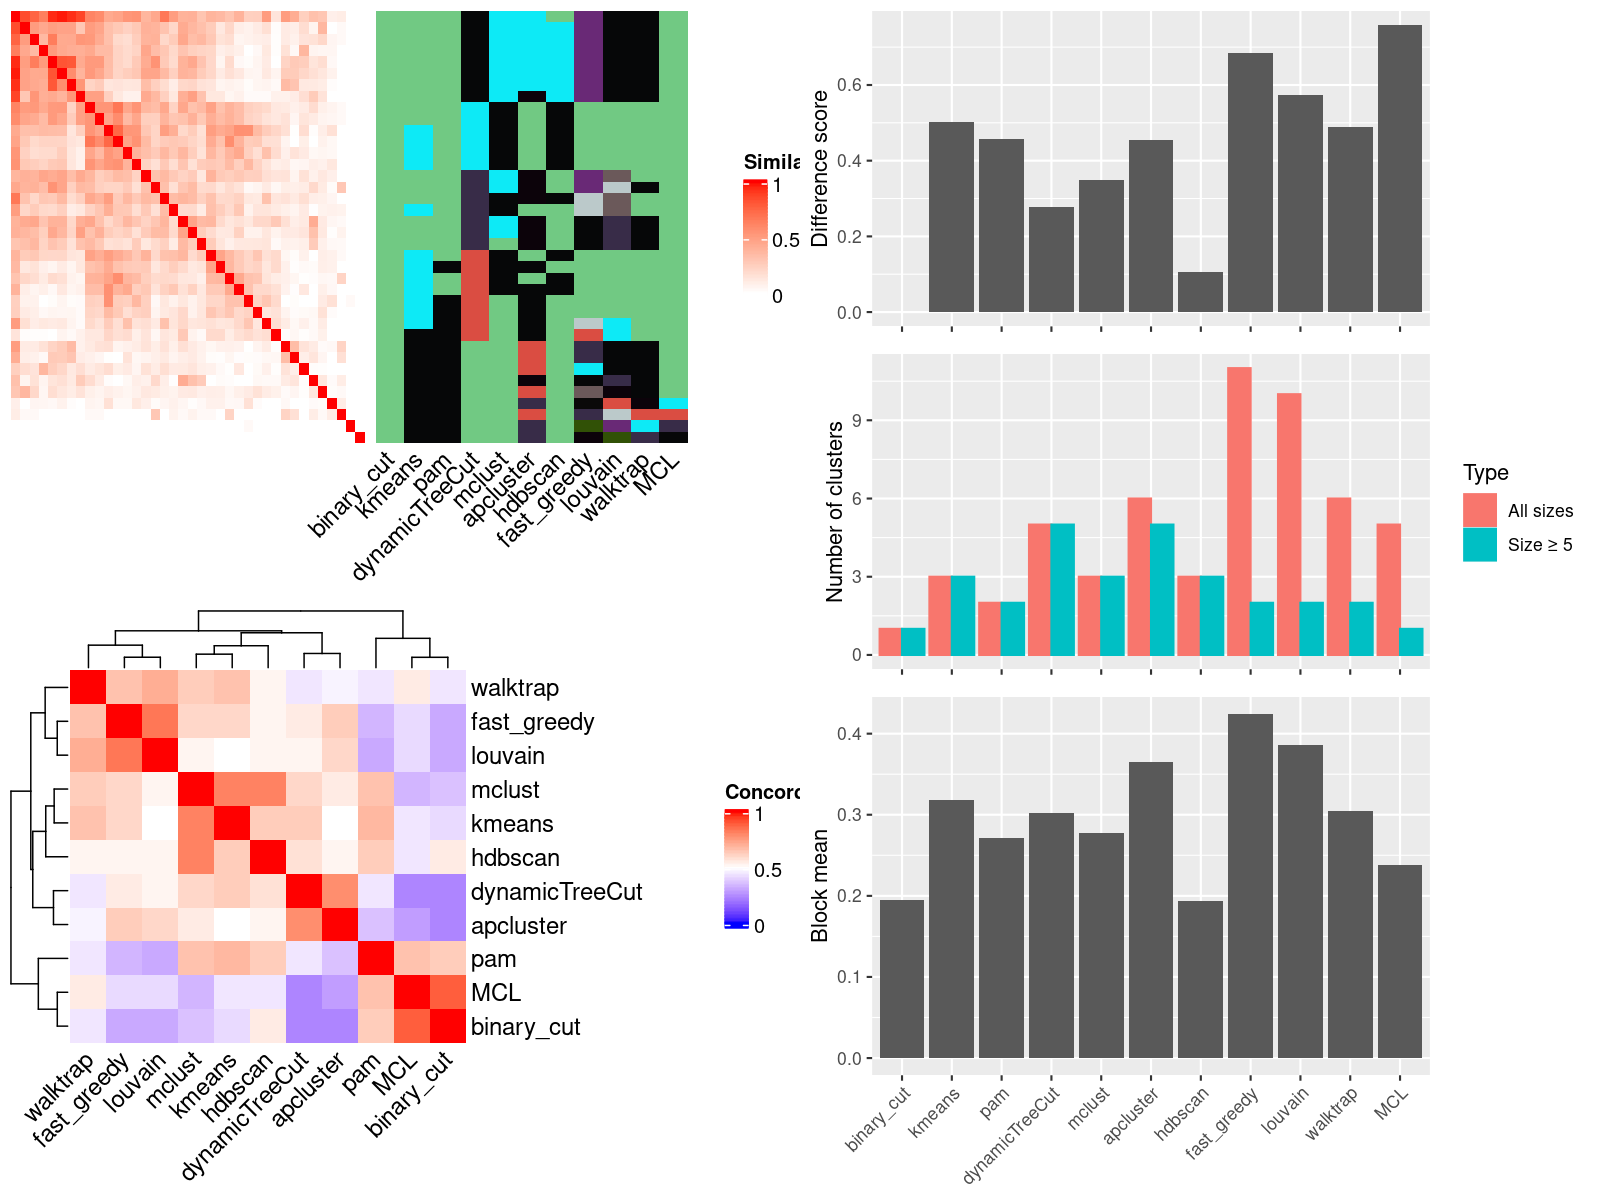 Simila
1
0.5
0
binary_cut
kmeans
pam
dynamicTreeCut
mclust
apcluster
hdbscan
fast_greedy
louvain
walktrap
MCL
Difference score
0.6
0.4
0.2
0.0
Number of clusters
9
6
3
0
Type
All sizes
Size ≥ 5
walktrap
fast_greedy
louvain
mclust
kmeans
hdbscan
dynamicTreeCut
apcluster
pam
MCL
binary_cut
walktrap
fast_greedy
louvain
mclust
kmeans
hdbscan
dynamicTreeCut
apcluster
pam
MCL
binary_cut
Concord
1
0.5
0
Block mean
0.4
0.3
0.2
0.1
0.0
binary_cut
kmeans
pam
dynamicTreeCut
mclust
apcluster
hdbscan
fast_greedy
louvain
walktrap
MCL